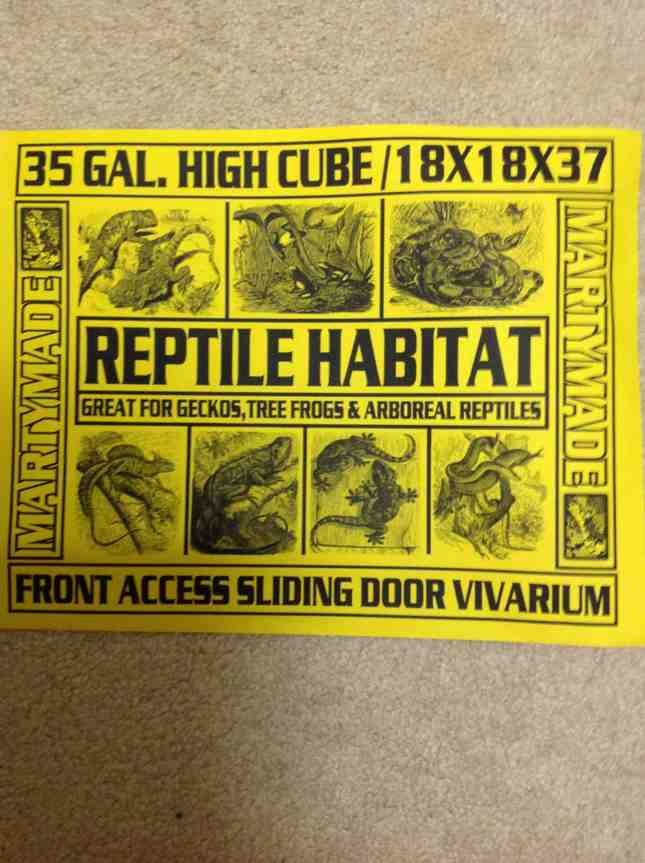 35 GAL. HIGH CUBE / 18X18X37
MARTYMADE
MARTYMADE
REPTILE HABITAT
GREAT FOR GECKOS, TREE FROGS & ARBOREAL REPTILES
FRONT ACCESS SLIDING DOOR VIVARIUM